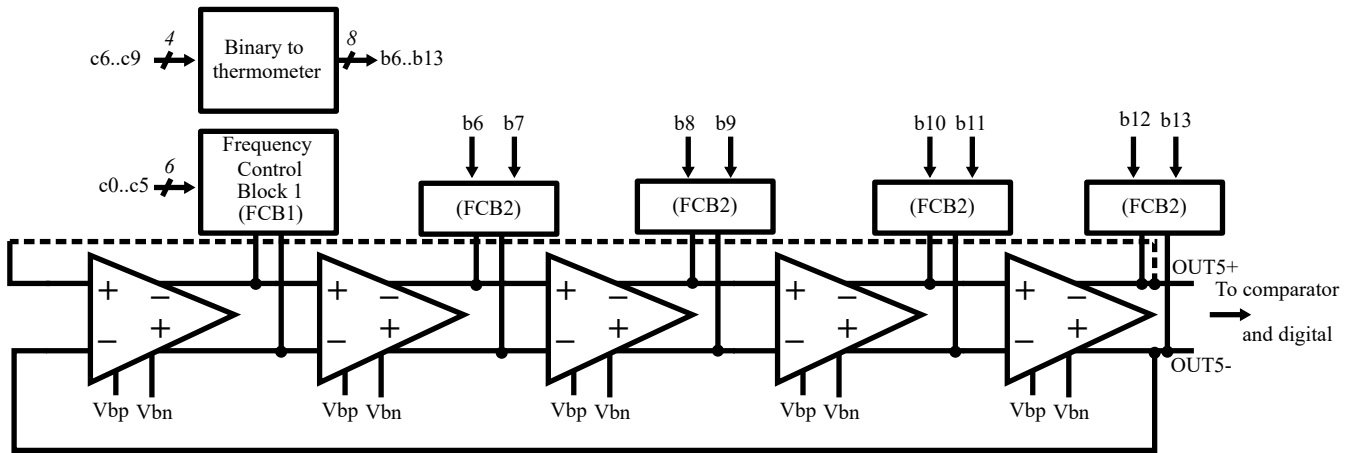 4
8
c6..c9
Binary to
thermometer
b6..b13
6
c0..c5
Frequency
Control
Block 1
(FCB1)
b6 b7
b8 b9
b10 b11
b12 b13
(FCB2)
(FCB2)
(FCB2)
(FCB2)
OUT5+
To comparator
and digital
OUT5-
+ −
− +
+ −
− +
+ −
− +
+ −
− +
+ −
− +
Vbp Vbn
Vbp Vbn
Vbp Vbn
Vbp Vbn
Vbp Vbn